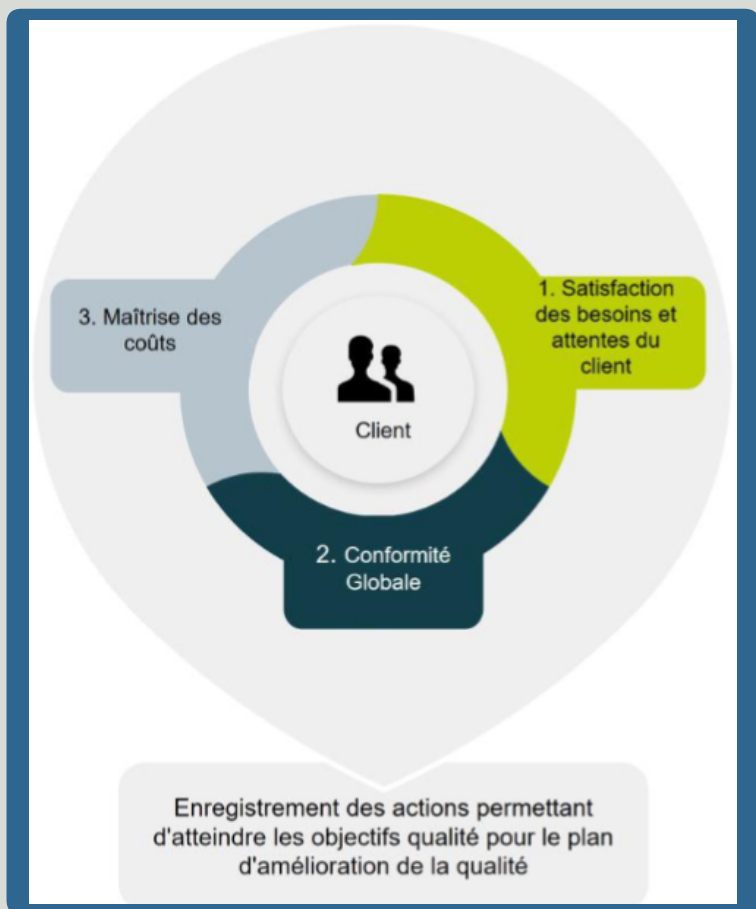 1. Satisfaction
des besoins et
attentes du
client
3. Maîtrise des
coûts
Client
2. Conformité
Globale
Enregistrement des actions permettant
d'atteindre les objectifs qualité pour le plan
d'amélioration de la qualité